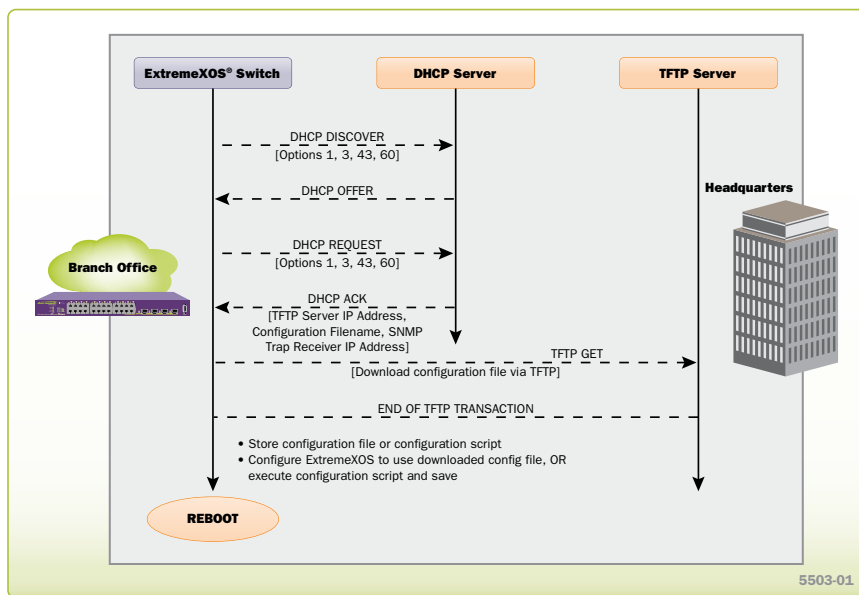 ExtremeXOS® Switch
DHCP Server
TFTP Server
DHCP DISCOVER
[Options 1, 3, 43, 60]
DHCP OFFER
Headquarters
DHCP REQUEST
[Options 1, 3, 43, 60]
Branch Office
DHCP ACK
[TFTP Server IP Address,
Configuration Filename, SNMP
Trap Receiver IP Address]
TFTP GET
[Download configuration file via TFTP]
END OF TFTP TRANSACTION
• Store configuration file or configuration script
• Configure ExtremeXOS to use downloaded config file, OR
execute configuration script and save
REBOOT
5503-01